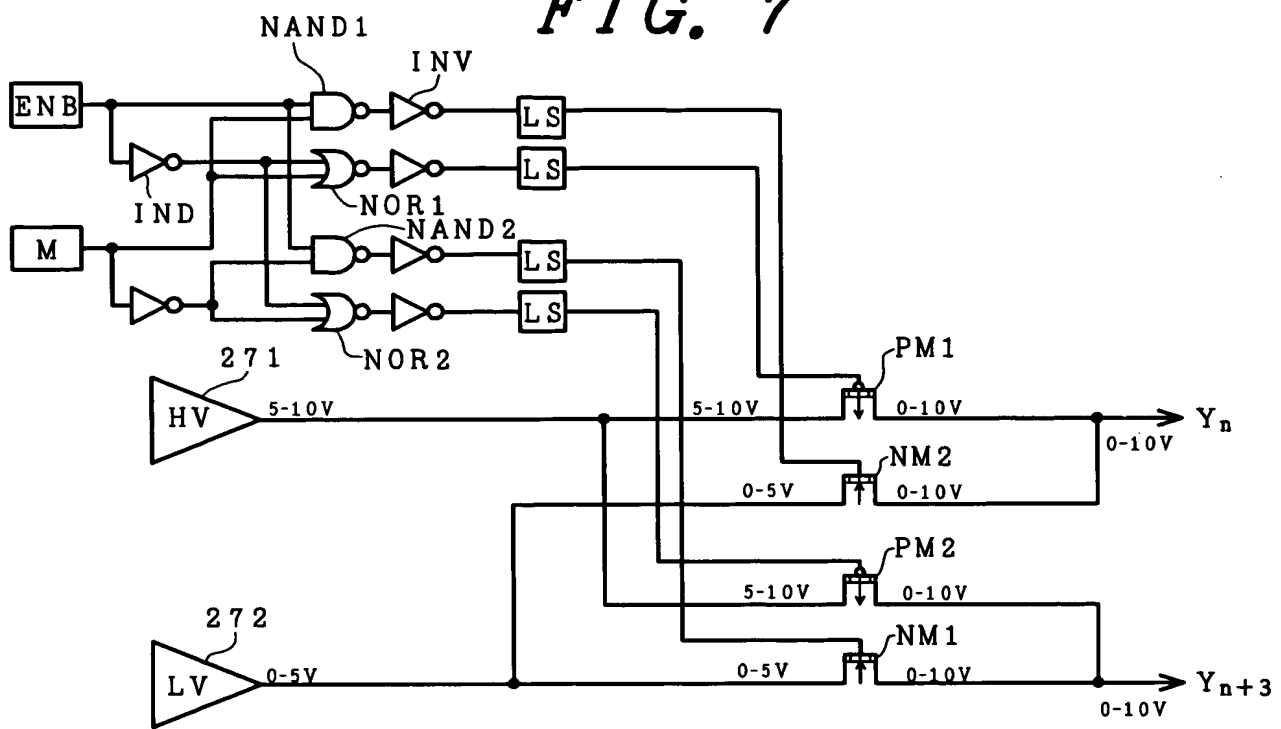 FIG. 7
NAND1
INV
ENB
LS
LS
IND
NOR1
NAND2
M
LS
LS
NOR2
271
PM1
HV
5-10V
5-10V
0-10V
Yn
0-10V
NM2
0-5V
0-10V
PM2
5-10V
0-10V
272
NM1
LV
0-5V
0-5V
0-10V
Yn+3
0-10V